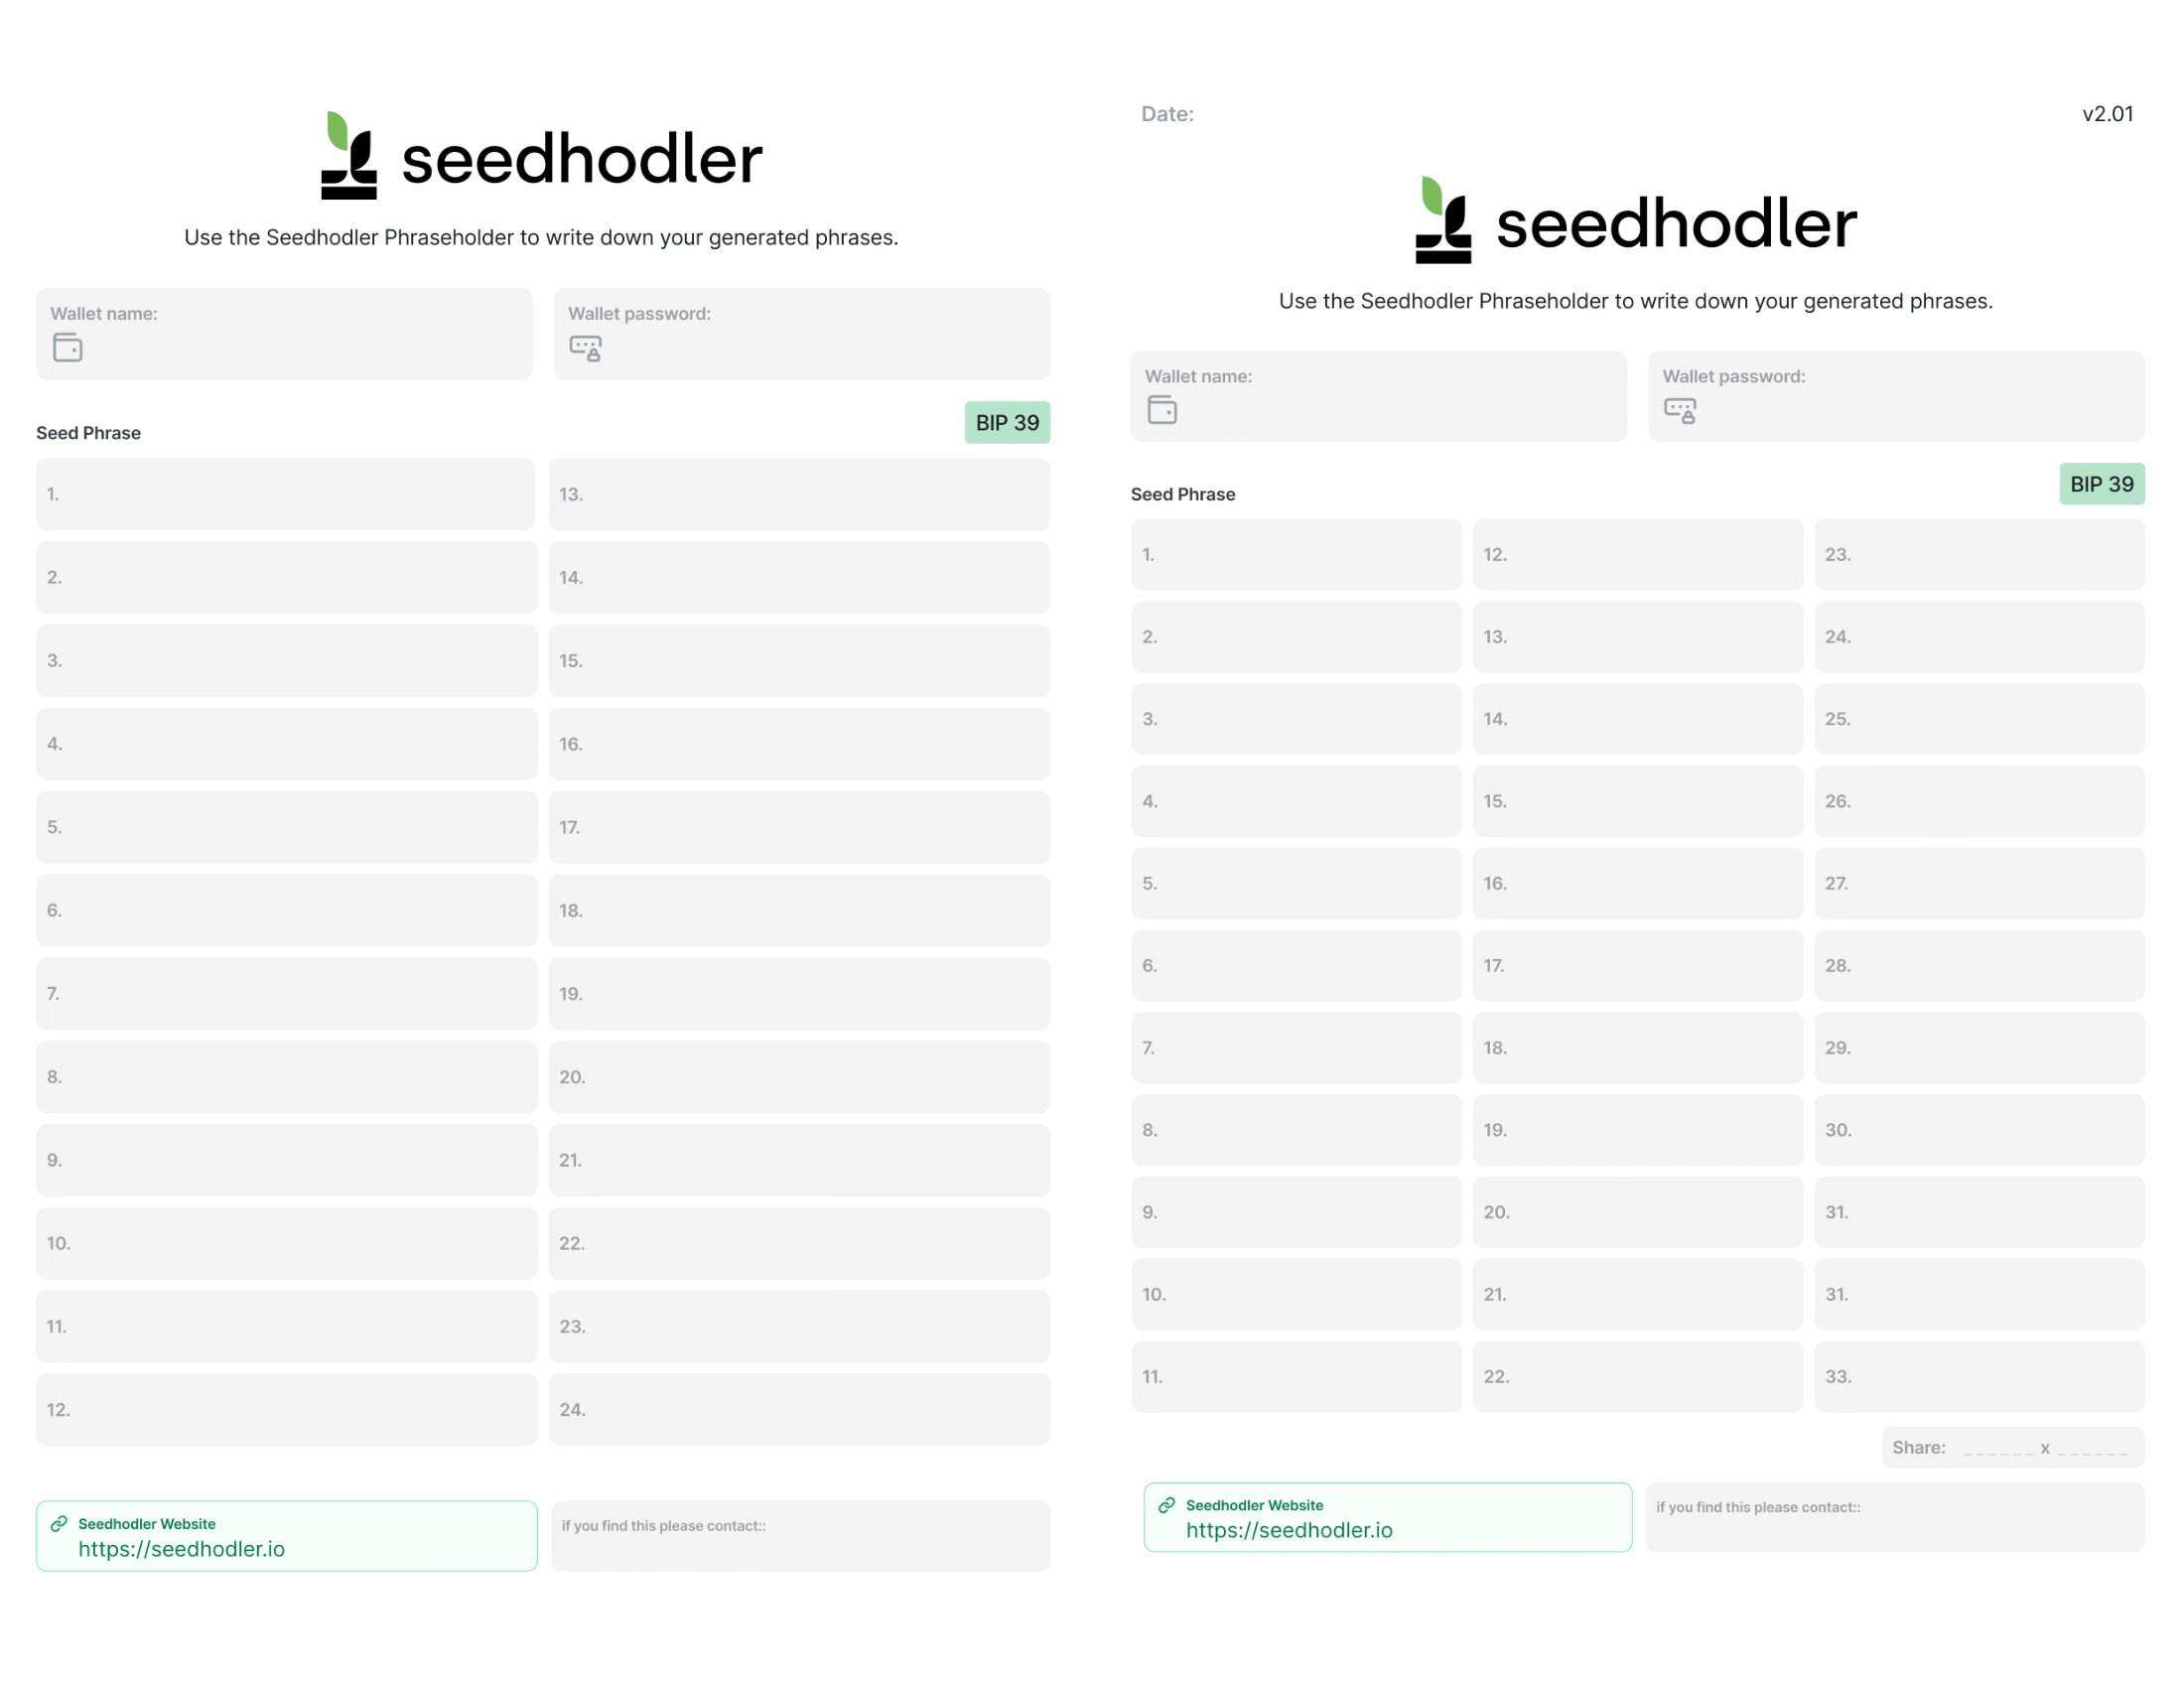 seedhodler
Use the Seedhodler Phraseholder to write down your generated phrases.
Wallet name:
Wallet password:
Seed Phrase
BIP 39
1.
2.
3.
4.
5.
6.
7.
8.
9.
10.
11.
12.
13.
14.
15.
16.
17.
18.
19.
20.
21.
22.
23.
24.
Seedhodler Website
https://seedhodler.io
if you find this please contact::
Date:
v2.01
seedhodler
Use the Seedhodler Phraseholder to write down your generated phrases.
Wallet name:
Wallet password:
Seed Phrase
BIP 39
1.
2.
3.
4.
5.
6.
7.
8.
9.
10.
11.
12.
13.
14.
15.
16.
17.
18.
19.
20.
21.
22.
23.
24.
25.
26.
27.
28.
29.
30.
31.
31.
33.
Share: ______ x ______
Seedhodler Website
https://seedhodler.io
if you find this please contact::